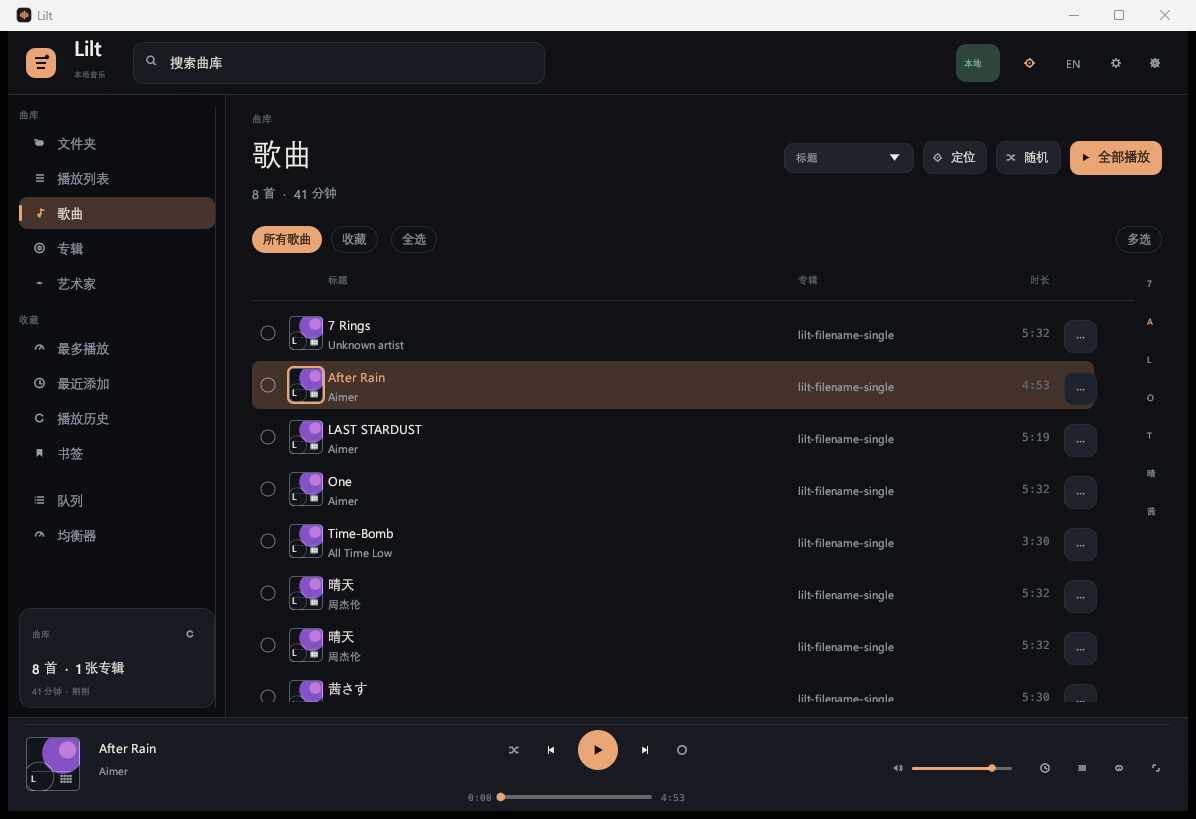 Lilt
Lilt
本地音乐
搜索曲库
本地
EN
曲库
文件夹
播放列表
歌曲
专辑
艺术家
收藏
最多播放
最近添加
播放历史
书签
队列
均衡器
曲库
8 首 · 1 张专辑
41 分钟 · 刚刚
曲库
歌曲
8 首 · 41 分钟
标题
定位
随机
全部播放
所有歌曲
收藏
全选
多选
标题 专辑 时长
7 Rings
Unknown artist
lilt-filename-single
5:32
...
After Rain
Aimer
lilt-filename-single
4:53
...
LAST STARDUST
Aimer
lilt-filename-single
5:19
...
One
Aimer
lilt-filename-single
5:32
...
Time-Bomb
All Time Low
lilt-filename-single
3:30
...
晴天
周杰伦
lilt-filename-single
5:32
...
晴天
周杰伦
lilt-filename-single
5:32
...
茜さす
lilt-filename-single
5:30
...
7
A
L
O
T
晴
茜
L
After Rain
Aimer
0:00
4:53